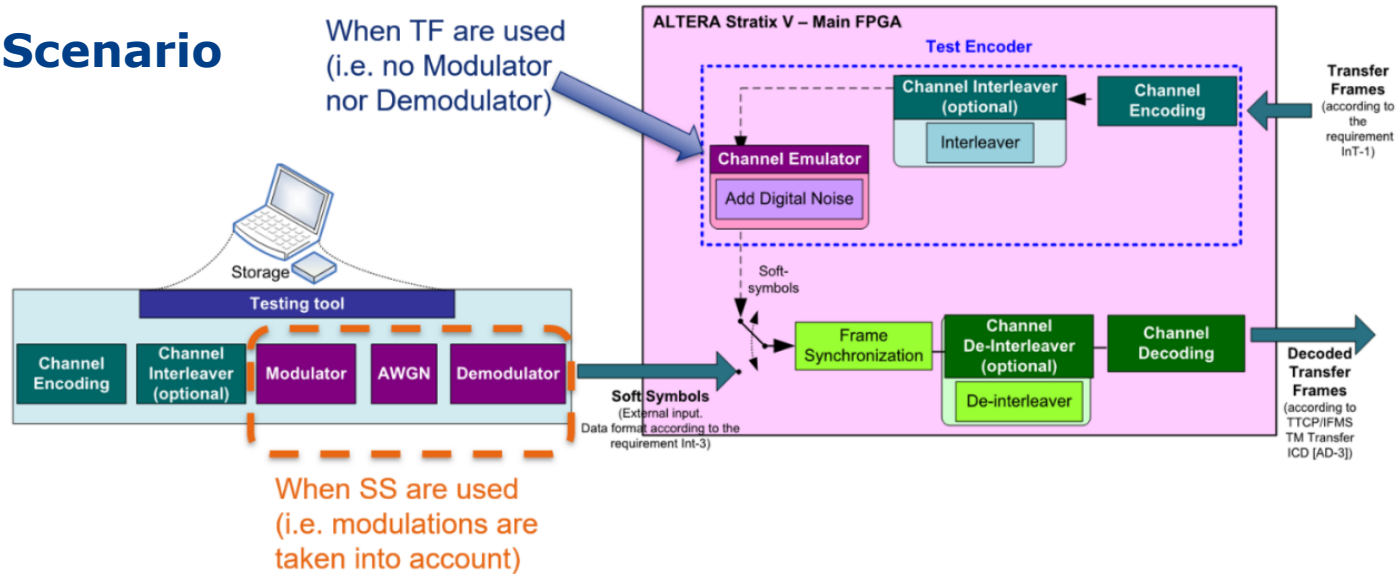 Scenario
When TF are used
(i.e. no Modulator
nor Demodulator)
ALTERA Stratix V – Main FPGA
Test Encoder
Channel Interleaver
(optional)
Interleaver
Channel
Encoding
Transfer
Frames
(according to
the
requirement
InT-1)
Channel Emulator
Add Digital Noise
Soft-
symbols
Storage
Testing tool
Channel
Encoding
Channel
Interleaver
(optional)
Modulator
AWGN
Demodulator
Soft Symbols
(External input.
Data format according to the
requirement Int-3)
Frame
Synchronization
Channel
De-Interleaver
(optional)
De-interleaver
Channel
Decoding
Decoded
Transfer
Frames
(according to
TTCP/IFMS
TM Transfer
ICD [AD-3])
When SS are used
(i.e. modulations are
taken into account)